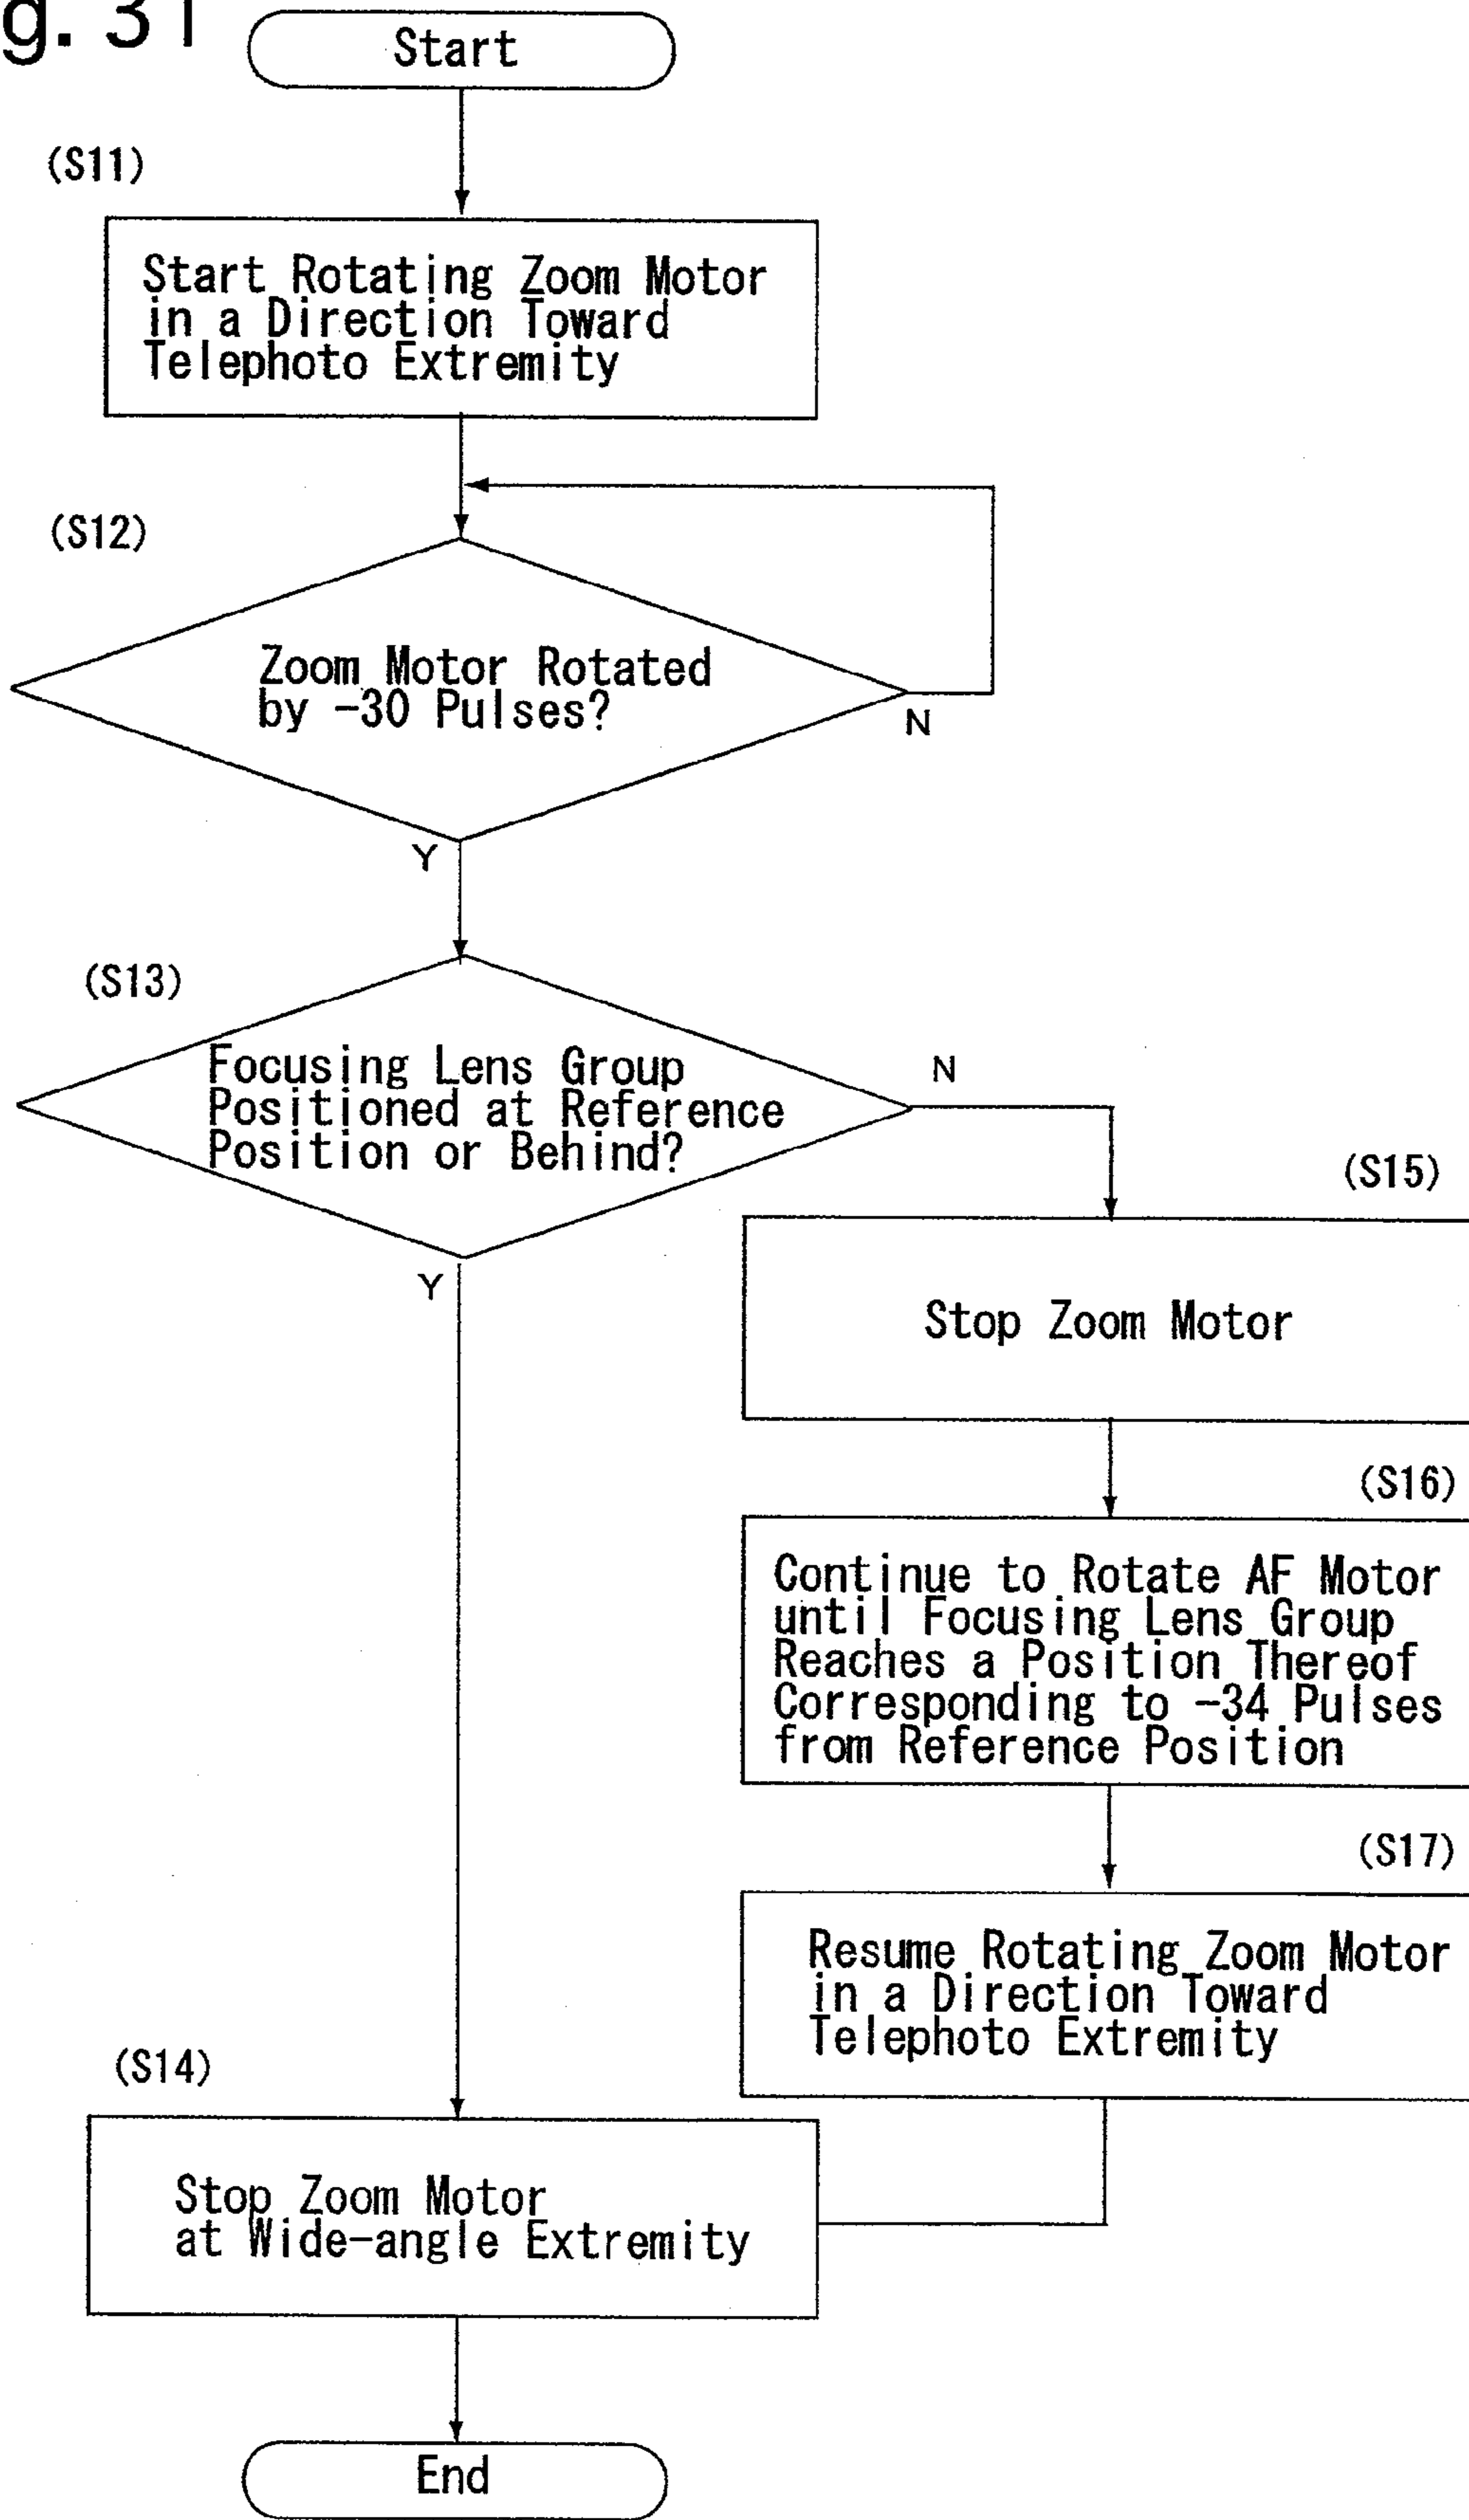 g. 31
Start
(S11)
Start Rotating Zoom Motor
in a Direction Toward
Telephoto Extremity
(S12)
Zoom Motor Rotated
by -30 Pulses?
N
Y
(S13)
Focusing Lens Group
Positioned at Reference
Position or Behind?
N
Y
(S15)
Stop Zoom Motor
(S16)
Continue to Rotate AF Motor
until Focusing Lens Group
Reaches a Position Thereof
Corresponding to -34 Pulses
from Reference Position
(S17)
Resume Rotating Zoom Motor
in a Direction Toward
Telephoto Extremity
(S14)
Stop Zoom Motor
at Wide-angle Extremity
End